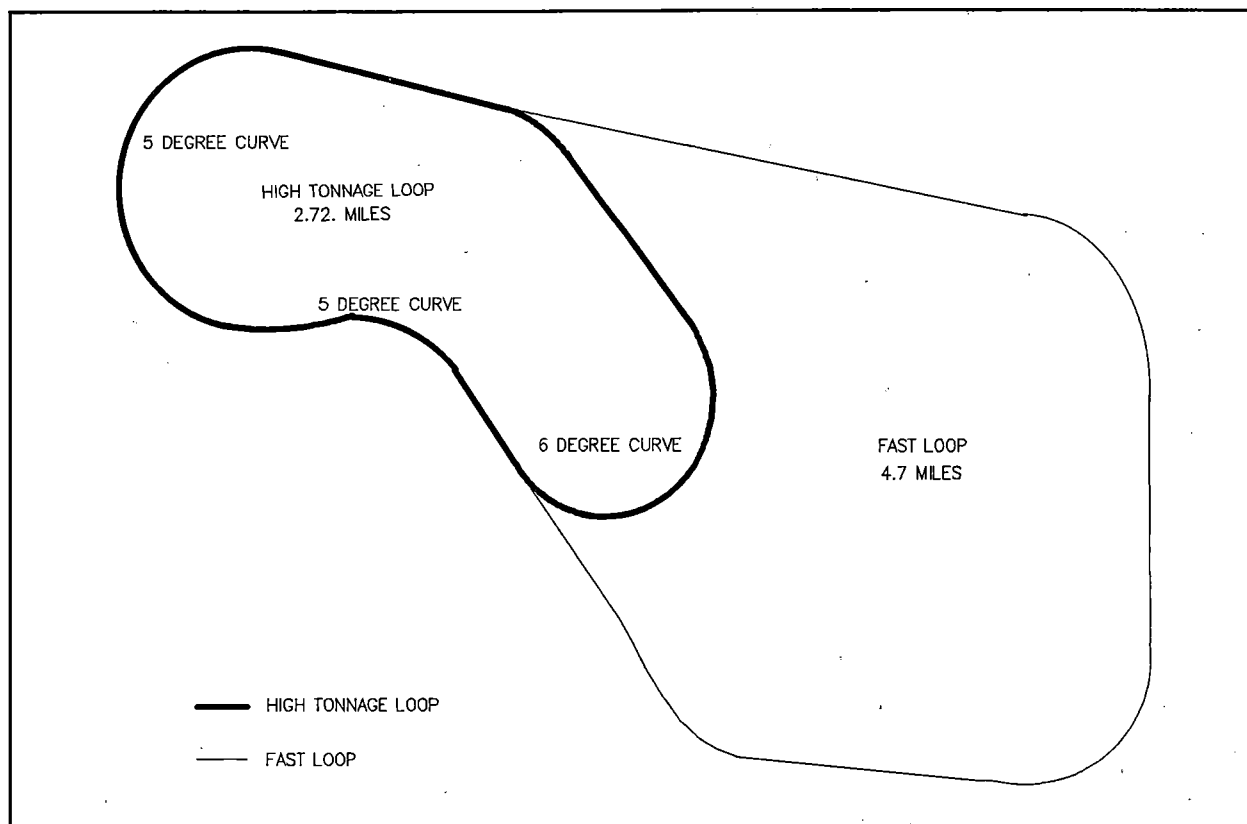 5 DEGREE CURVE
HIGH TONNAGE LOOP
2.72. MILES
5 DEGREE CURVE
6 DEGREE CURVE
FAST LOOP
4.7 MILES
HIGH TONNAGE LOOP
FAST LOOP